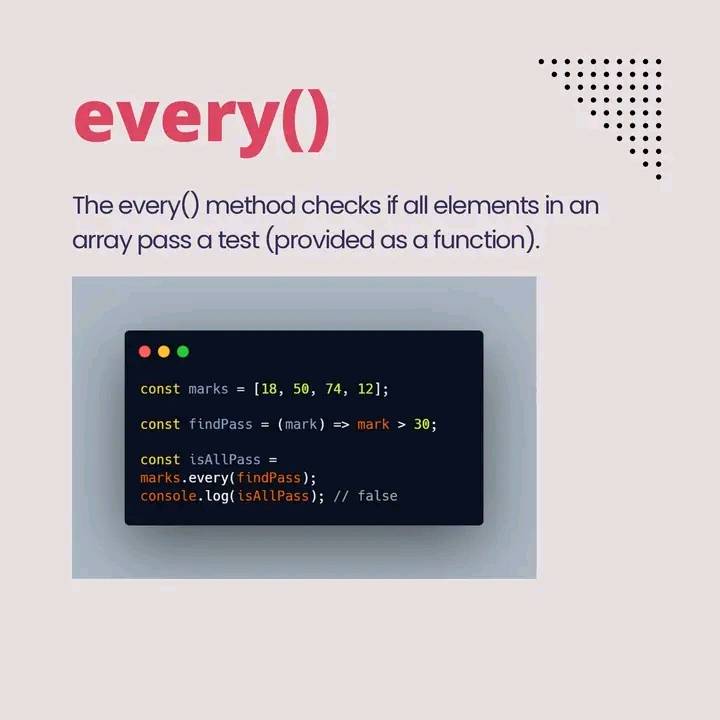 every()
The every() method checks if all elements in an
array pass a test (provided as a function).
const marks = [18, 50, 74, 12];
const findPass = (mark) => mark > 30;
const isAllPass =
marks.every(findPass);
console.log(isAllPass); // false